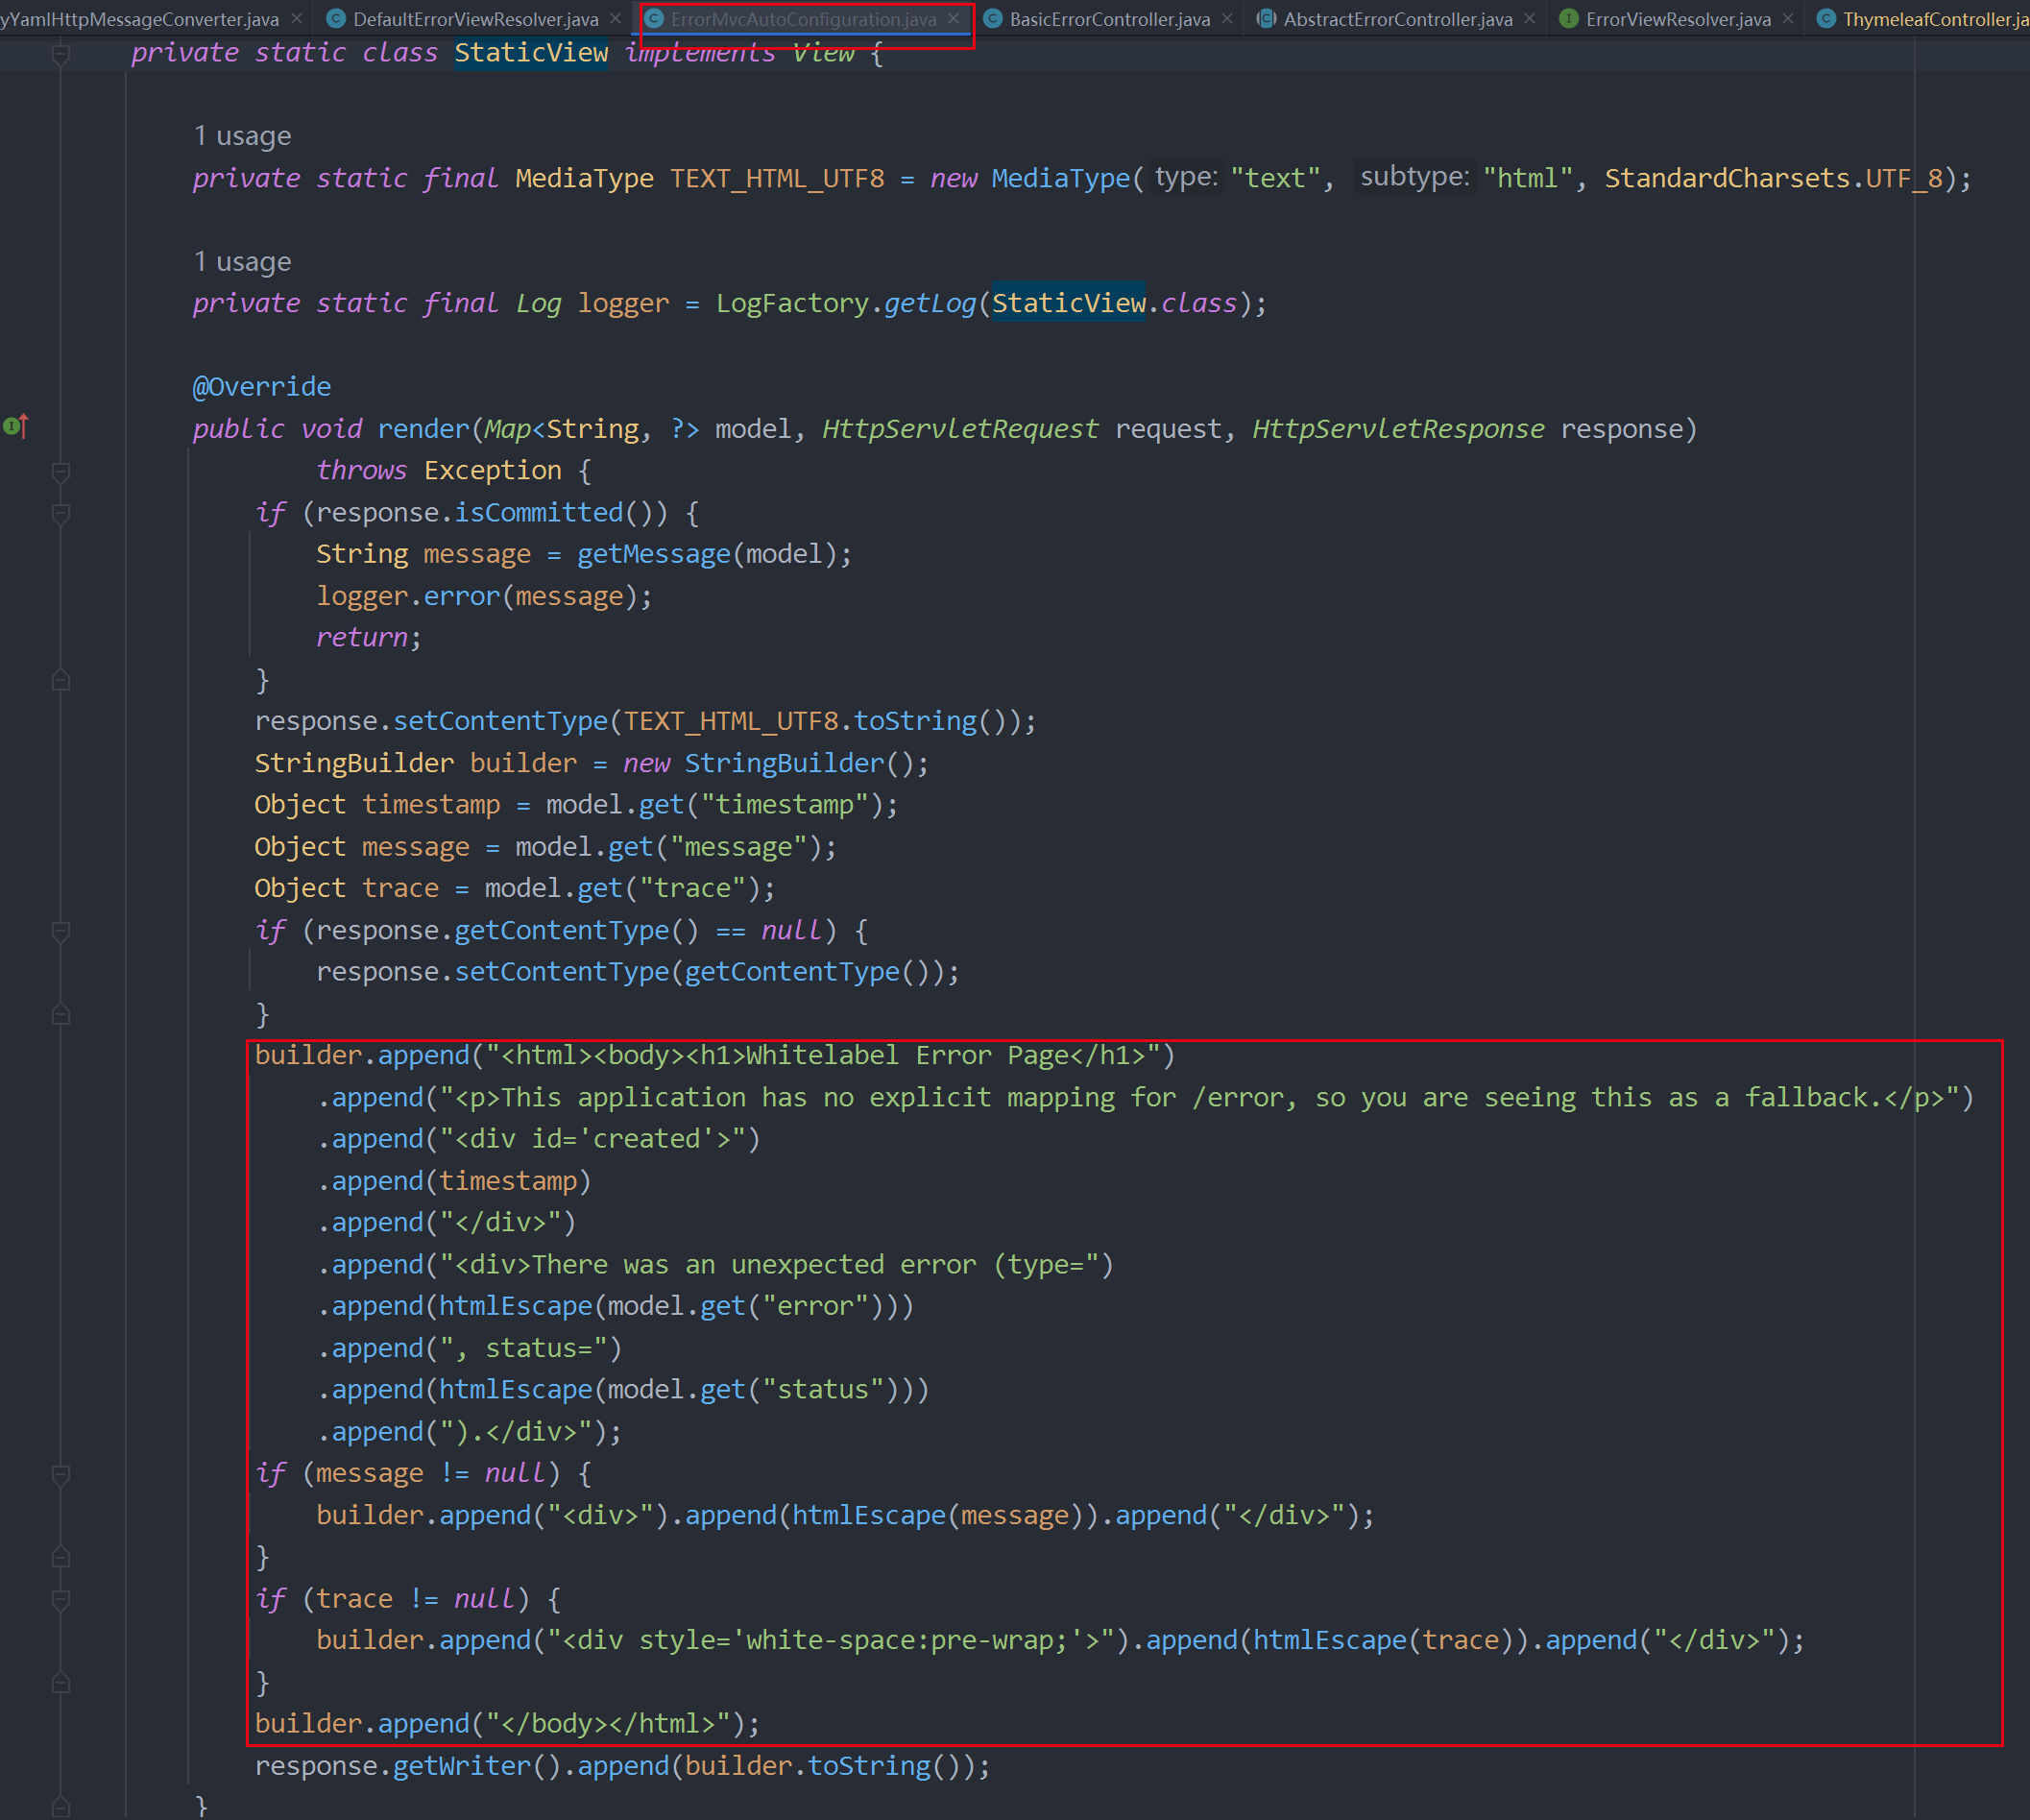 yYamlHttpMessageConverter.java DefaultErrorViewResolver.java ErrorMvcAutoConfiguration.java BasicErrorController.java AbstractErrorController.java ErrorViewResolver.java ThymeleafController.ja
private static class StaticView implements View {
1 usage
private static final MediaType TEXT_HTML_UTF8 = new MediaType( type: "text", subtype: "html", StandardCharsets.UTF_8);
1 usage
private static final Log logger = LogFactory.getLog(StaticView.class);
@Override
public void render(Map<String, ?> model, HttpServletRequest request, HttpServletResponse response)
throws Exception {
if (response.isCommitted()) {
String message = getMessage(model);
logger.error(message);
return;
}
response.setContentType(TEXT_HTML_UTF8.toString());
StringBuilder builder = new StringBuilder();
Object timestamp = model.get("timestamp");
Object message = model.get("message");
Object trace = model.get("trace");
if (response.getContentType() == null) {
response.setContentType(getContentType());
}
builder.append("<html><body><h1>Whitelabel Error Page</h1>")
.append("<p>This application has no explicit mapping for /error, so you are seeing this as a fallback.</p>")
.append("<div id='created'>")
.append(timestamp)
.append("</div>")
.append("<div>There was an unexpected error (type=")
.append(htmlEscape(model.get("error")))
.append(", status=")
.append(htmlEscape(model.get("status")))
.append(").</div>");
if (message != null) {
builder.append("<div>").append(htmlEscape(message)).append("</div>");
}
if (trace != null) {
builder.append("<div style='white-space:pre-wrap;'>").append(htmlEscape(trace)).append("</div>");
}
builder.append("</body></html>");
response.getWriter().append(builder.toString());
}